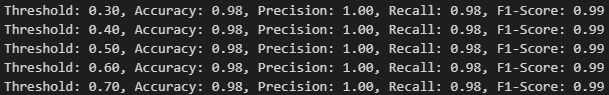 Threshold: 0.30, Accuracy: 0.98, Precision: 1.00, Recall: 0.98, F1-Score: 0.99
Threshold: 0.40, Accuracy: 0.98, Precision: 1.00, Recall: 0.98, F1-Score: 0.99
Threshold: 0.50, Accuracy: 0.98, Precision: 1.00, Recall: 0.98, F1-Score: 0.99
Threshold: 0.60, Accuracy: 0.98, Precision: 1.00, Recall: 0.98, F1-Score: 0.99
Threshold: 0.70, Accuracy: 0.98, Precision: 1.00, Recall: 0.98, F1-Score: 0.99